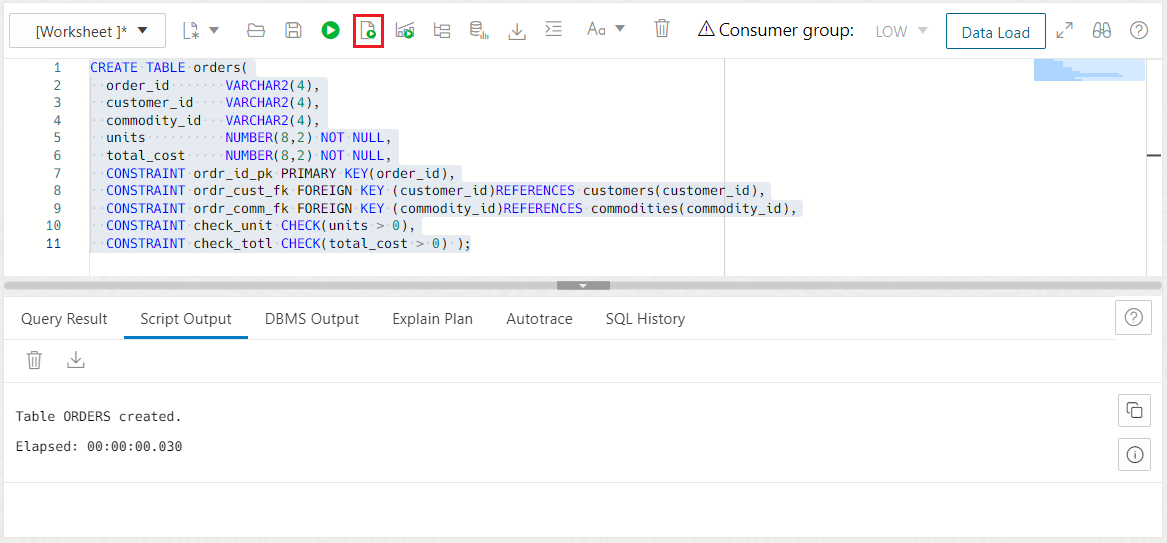 [Worksheet ]* Aa Consumer group: LOW Data Load
1 CREATE TABLE orders(
2 order_id VARCHAR2(4),
3 customer_id VARCHAR2(4),
4 commodity_id VARCHAR2(4),
5 units NUMBER(8,2) NOT NULL,
6 total_cost NUMBER(8,2) NOT NULL,
7 CONSTRAINT ordr_id_pk PRIMARY KEY(order_id),
8 CONSTRAINT ordr_cust_fk FOREIGN KEY (customer_id)REFERENCES customers(customer_id),
9 CONSTRAINT ordr_comm_fk FOREIGN KEY (commodity_id)REFERENCES commodities(commodity_id),
10 CONSTRAINT check_unit CHECK(units > 0),
11 CONSTRAINT check_totl CHECK(total_cost > 0) );
Query Result Script Output DBMS Output Explain Plan Autotrace SQL History
Table ORDERS created.
Elapsed: 00:00:00.030